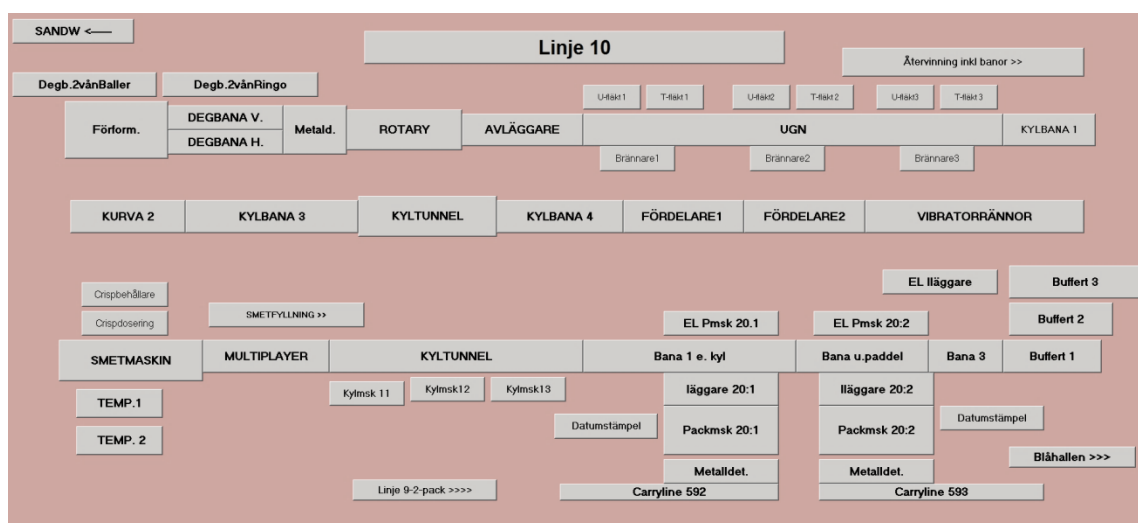 SANDW <-----
Linje 10
Återvinning inkl banor >>
Degb.2vånBaller
Degb.2vånRingo
U-fläkt 1
T-fläkt 1
U-fläkt2
T-fläkt 2
U-fläkt3
T-fläkt 3
Förform.
DEGBANA V.
DEGBANA H.
Metald.
ROTARY
AVLÄGGARE
UGN
KYLBANA 1
Brännare1
Brännare2
Brännare3
KURVA 2
KYLBANA 3
KYLTUNNEL
KYLBANA 4
FÖRDELARE1
FÖRDELARE2
VIBRATORRÄNNOR
EL Iläggare
Buffert 3
Crispbehållare
Crispdosering
SMETFYLLNING >>
EL Pmsk 20.1
EL Pmsk 20:2
Buffert 2
SMETMASKIN
MULTIPLAYER
KYLTUNNEL
Bana 1 e. kyl
Bana u.paddel
Bana 3
Buffert 1
Kylmsk 11
Kylmsk12
Kylmsk13
Iäggare 20:1
Iläggare 20:2
TEMP.1
TEMP. 2
Datumstämpel
Packmsk 20:1
Packmsk 20:2
Datumstämpel
Blåhallen >>>
Metalldet.
Metalldet.
Linje 9-2-pack >>>>
Carryline 592
Carryline 593